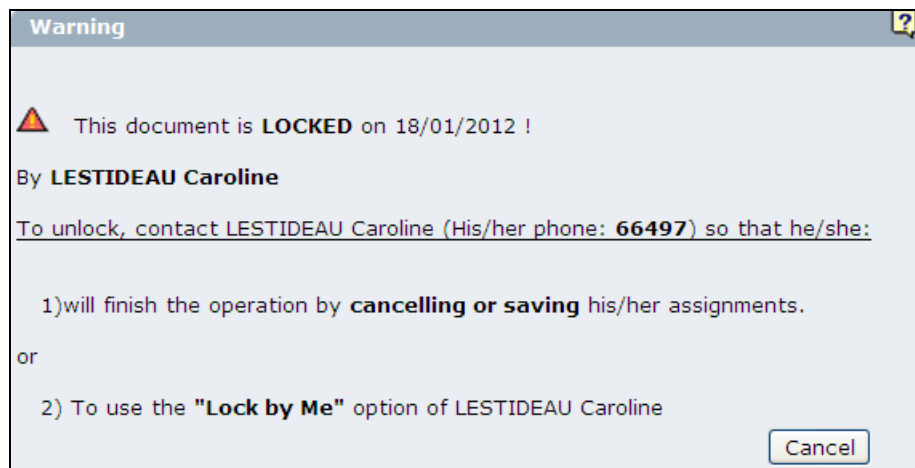 Warning
?
This document is LOCKED on 18/01/2012 !
By LESTIDEAU Caroline
To unlock, contact LESTIDEAU Caroline (His/her phone: 66497) so that he/she:
1)will finish the operation by cancelling or saving his/her assignments.
or
2) To use the "Lock by Me" option of LESTIDEAU Caroline
Cancel